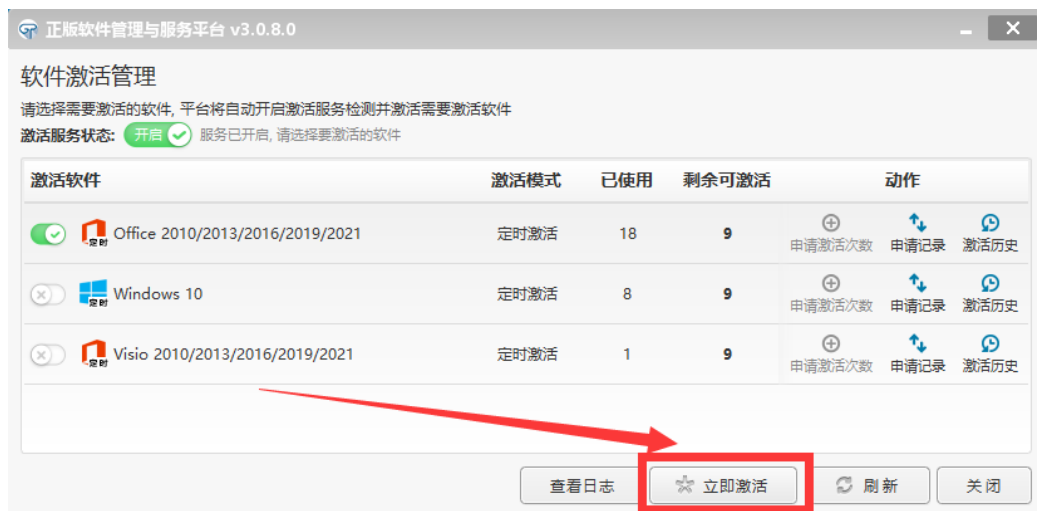 正版软件管理与服务平台 v3.0.8.0
软件激活管理
请选择需要激活的软件, 平台将自动开启激活服务检测并激活需要激活软件
激活服务状态: 开启 服务已开启, 请选择要激活的软件
激活软件 激活模式 已使用 剩余可激活 动作
定时 Office 2010/2013/2016/2019/2021 定时激活 18 9 申请激活次数 申请记录 激活历史
定时 Windows 10 定时激活 8 9 申请激活次数 申请记录 激活历史
定时 Visio 2010/2013/2016/2019/2021 定时激活 1 9 申请激活次数 申请记录 激活历史
查看日志 立即激活 刷新 关闭